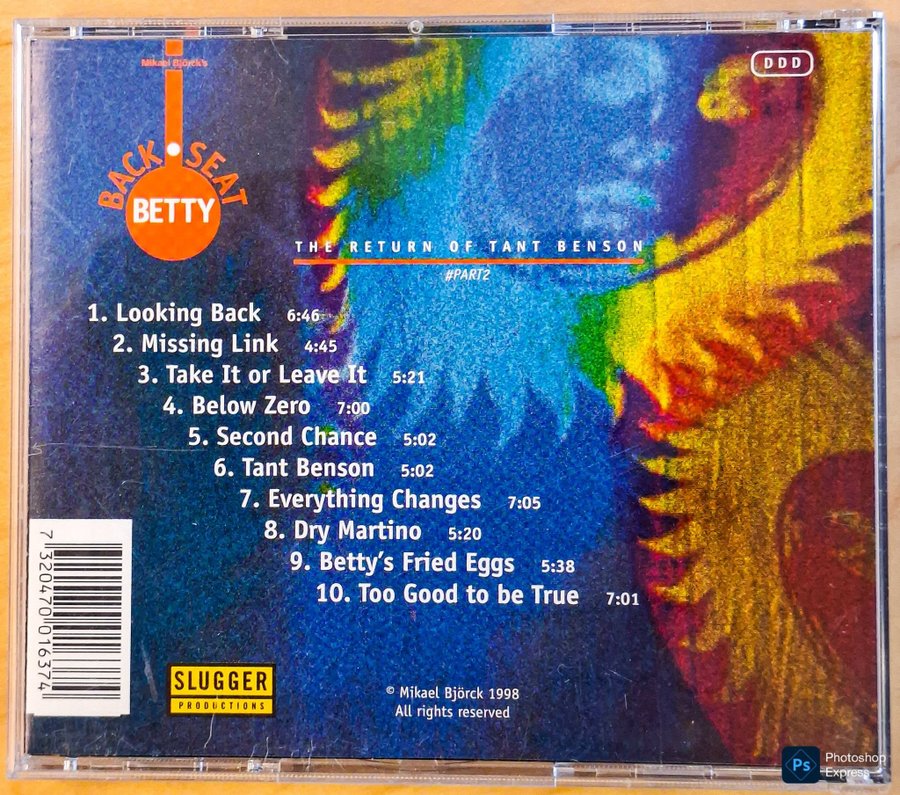 Mikael Björck's
DDD
BACK SEAT
BETTY
THE RETURN OF TANT BENSON
#PART2
1. Looking Back 6:46
2. Missing Link 4:45
3. Take It or Leave It 5:21
4. Below Zero 7:00
5. Second Chance 5:02
6. Tant Benson 5:02
7. Everything Changes 7:05
8. Dry Martino 5:20
9. Betty's Fried Eggs 5:38
10. Too Good to be True 7:01
7 320470 016374
SLUGGER
PRODUCTIONS
© Mikael Björck 1998
All rights reserved
Ps Photoshop
Express